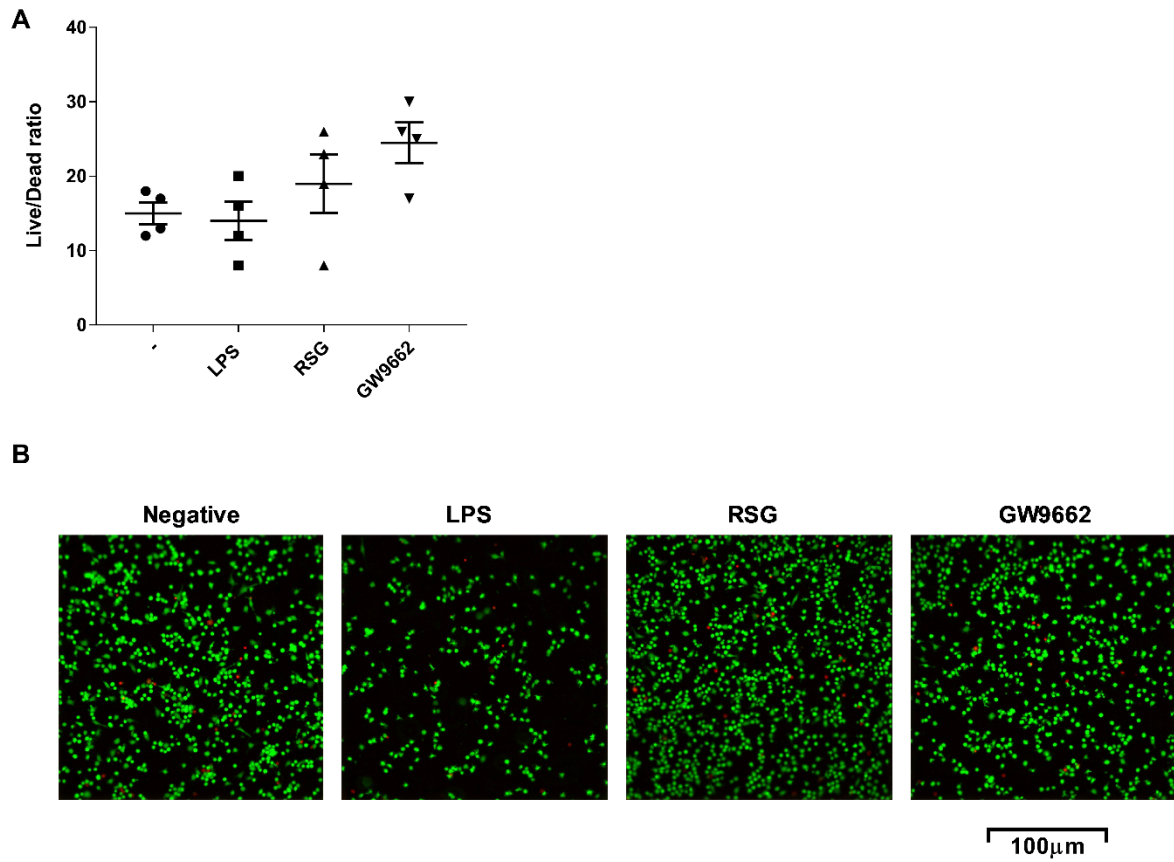 A
40
30
20
10
0
Live/Dead ratio
-
LPS
RSG
GW9662
B
Negative LPS RSG GW9662
100μm